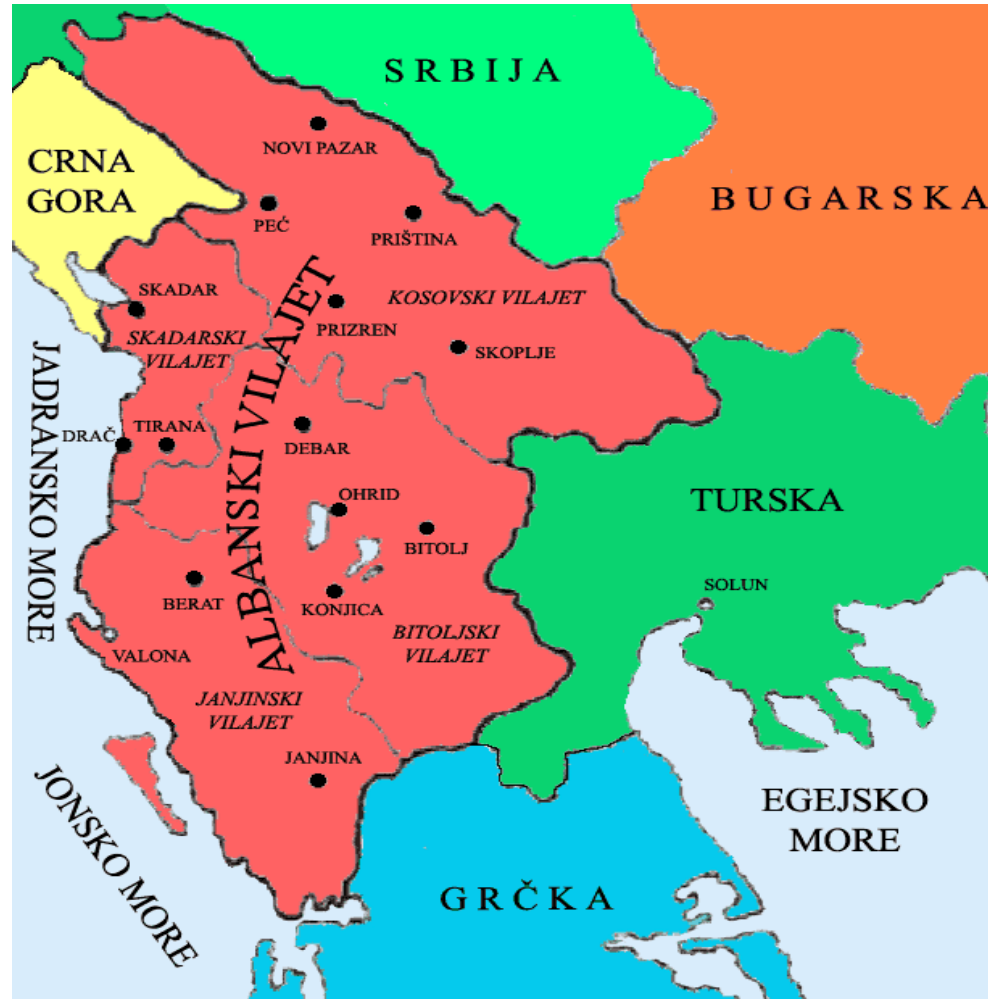 SRBIJA
NOVI PAZAR
CRNA
GORA
BUGARSKA
PEĆ
PRIŠTINA
SKADAR
KOSOVSKI VILAJET
PRIZREN
SKADARSKI
VILAJET
SKOPLJE
ALBANSKI VILAJET
JADRANSKO MORE
DRAČ
TIRANA
DEBAR
OHRID
TURSKA
BITOLJ
SOLUN
BERAT
KONJICA
BITOLJSKI
VILAJET
VALONA
JANJINSKI
VILAJET
JANJINA
JONSKO MORE
EGEJSKO
MORE
GRČKA